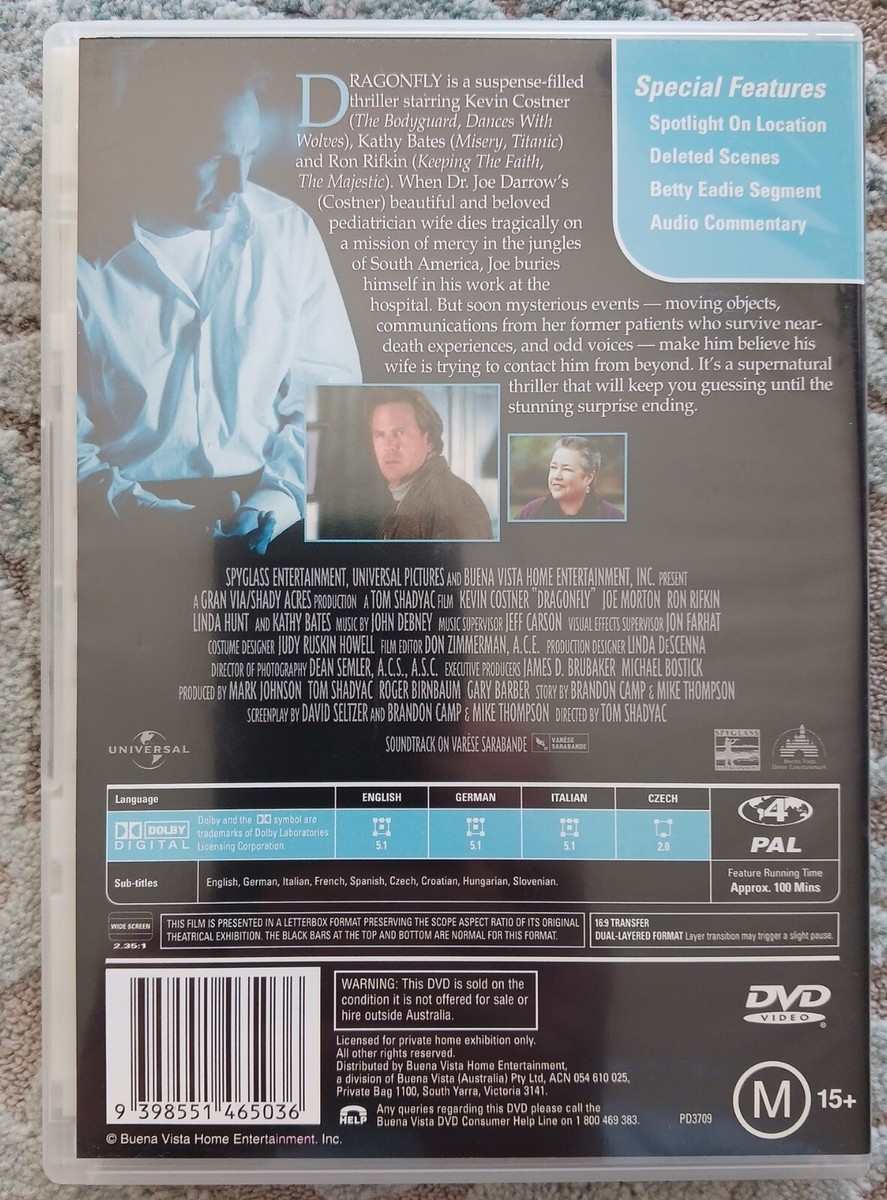 DRAGONFLY is a suspense-filled
thriller starring Kevin Costner
(The Bodyguard, Dances With
Wolves), Kathy Bates (Misery, Titanic)
and Ron Rifkin (Keeping The Faith,
The Majestic). When Dr. Joe Darrow's
(Costner) beautiful and beloved
pediatrician wife dies tragically on
a mission of mercy in the jungles
of South America, Joe buries
himself in his work at the
hospital. But soon mysterious events — moving objects,
communications from her former patients who survive near-
death experiences, and odd voices — make him believe his
wife is trying to contact him from beyond. It's a supernatural
thriller that will keep you guessing until the
stunning surprise ending.
Special Features
Spotlight On Location
Deleted Scenes
Betty Eadie Segment
Audio Commentary
SPYGLASS ENTERTAINMENT, UNIVERSAL PICTURES AND BUENA VISTA HOME ENTERTAINMENT, INC. PRESENT
A GRAN VIA/SHADY ACRES PRODUCTION A TOM SHADYAC FILM KEVIN COSTNER "DRAGONFLY" JOE MORTON RON RIFKIN
LINDA HUNT AND KATHY BATES MUSIC BY JOHN DEBNEY MUSIC SUPERVISOR JEFF CARSON VISUAL EFFECTS SUPERVISOR JON FARHAT
COSTUME DESIGNER JUDY RUSKIN HOWELL FILM EDITOR DON ZIMMERMAN, A.C.E. PRODUCTION DESIGNER LINDA DeSCENNA
DIRECTOR OF PHOTOGRAPHY DEAN SEMLER, A.C.S., A.S.C. EXECUTIVE PRODUCERS JAMES D. BRUBAKER MICHAEL BOSTICK
PRODUCED BY MARK JOHNSON TOM SHADYAC ROGER BIRNBAUM GARY BARBER STORY BY BRANDON CAMP & MIKE THOMPSON
SCREENPLAY BY DAVID SELTZER AND BRANDON CAMP & MIKE THOMPSON DIRECTED BY TOM SHADYAC
UNIVERSAL
SOUNDTRACK ON VARÈSE SARABANDE
VARÈSE
SARABANDE
SPYGLASS
ENTERTAINMENT
Buena Vista
Home Entertainment
Language
ENGLISH
GERMAN
ITALIAN
CZECH
DOLBY
DIGITAL
Dolby and the DD symbol are
trademarks of Dolby Laboratories
Licensing Corporation.
5.1
5.1
5.1
2.0
4
PAL
Sub-titles
English, German, Italian, French, Spanish, Czech, Croatian, Hungarian, Slovenian.
Feature Running Time
Approx. 100 Mins
WIDE SCREEN
2.35:1
THIS FILM IS PRESENTED IN A LETTERBOX FORMAT PRESERVING THE SCOPE ASPECT RATIO OF ITS ORIGINAL
THEATRICAL EXHIBITION. THE BLACK BARS AT THE TOP AND BOTTOM ARE NORMAL FOR THIS FORMAT.
16:9 TRANSFER
DUAL-LAYERED FORMAT Layer transition may trigger a slight pause.
9 398551 465036
WARNING: This DVD is sold on the
condition it is not offered for sale or
hire outside Australia.
Licensed for private home exhibition only.
All other rights reserved.
Distributed by Buena Vista Home Entertainment,
a division of Buena Vista (Australia) Pty Ltd, ACN 054 610 025,
Private Bag 1100, South Yarra, Victoria 3141.
HELP
Any queries regarding this DVD please call the
Buena Vista DVD Consumer Help Line on 1 800 469 383.
PD3709
DVD
VIDEO
M 15+
© Buena Vista Home Entertainment. Inc.